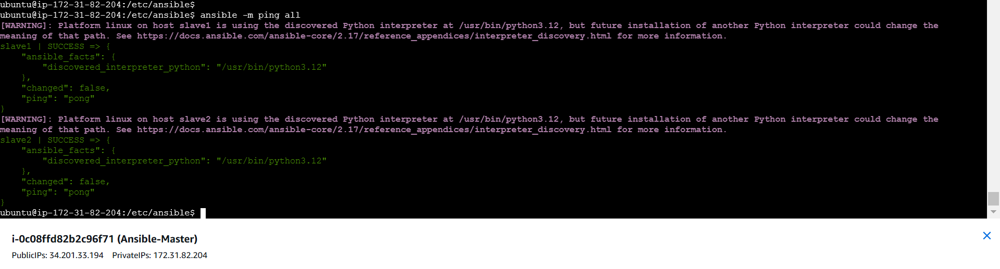 ubuntu@ip-172-31-82-204:/etc/ansible$
ubuntu@ip-172-31-82-204:/etc/ansible$ ansible -m ping all
[WARNING]: Platform linux on host slave1 is using the discovered Python interpreter at /usr/bin/python3.12, but future installation of another Python interpreter could change the
meaning of that path. See https://docs.ansible.com/ansible-core/2.17/reference_appendices/interpreter_discovery.html for more information.
slave1 | SUCCESS => {
    "ansible_facts": {
        "discovered_interpreter_python": "/usr/bin/python3.12"
    },
    "changed": false,
    "ping": "pong"
}
[WARNING]: Platform linux on host slave2 is using the discovered Python interpreter at /usr/bin/python3.12, but future installation of another Python interpreter could change the
meaning of that path. See https://docs.ansible.com/ansible-core/2.17/reference_appendices/interpreter_discovery.html for more information.
slave2 | SUCCESS => {
    "ansible_facts": {
        "discovered_interpreter_python": "/usr/bin/python3.12"
    },
    "changed": false,
    "ping": "pong"
}
ubuntu@ip-172-31-82-204:/etc/ansible$
i-0c08ffd82b2c96f71 (Ansible-Master)
PublicIPs: 34.201.33.194 PrivateIPs: 172.31.82.204